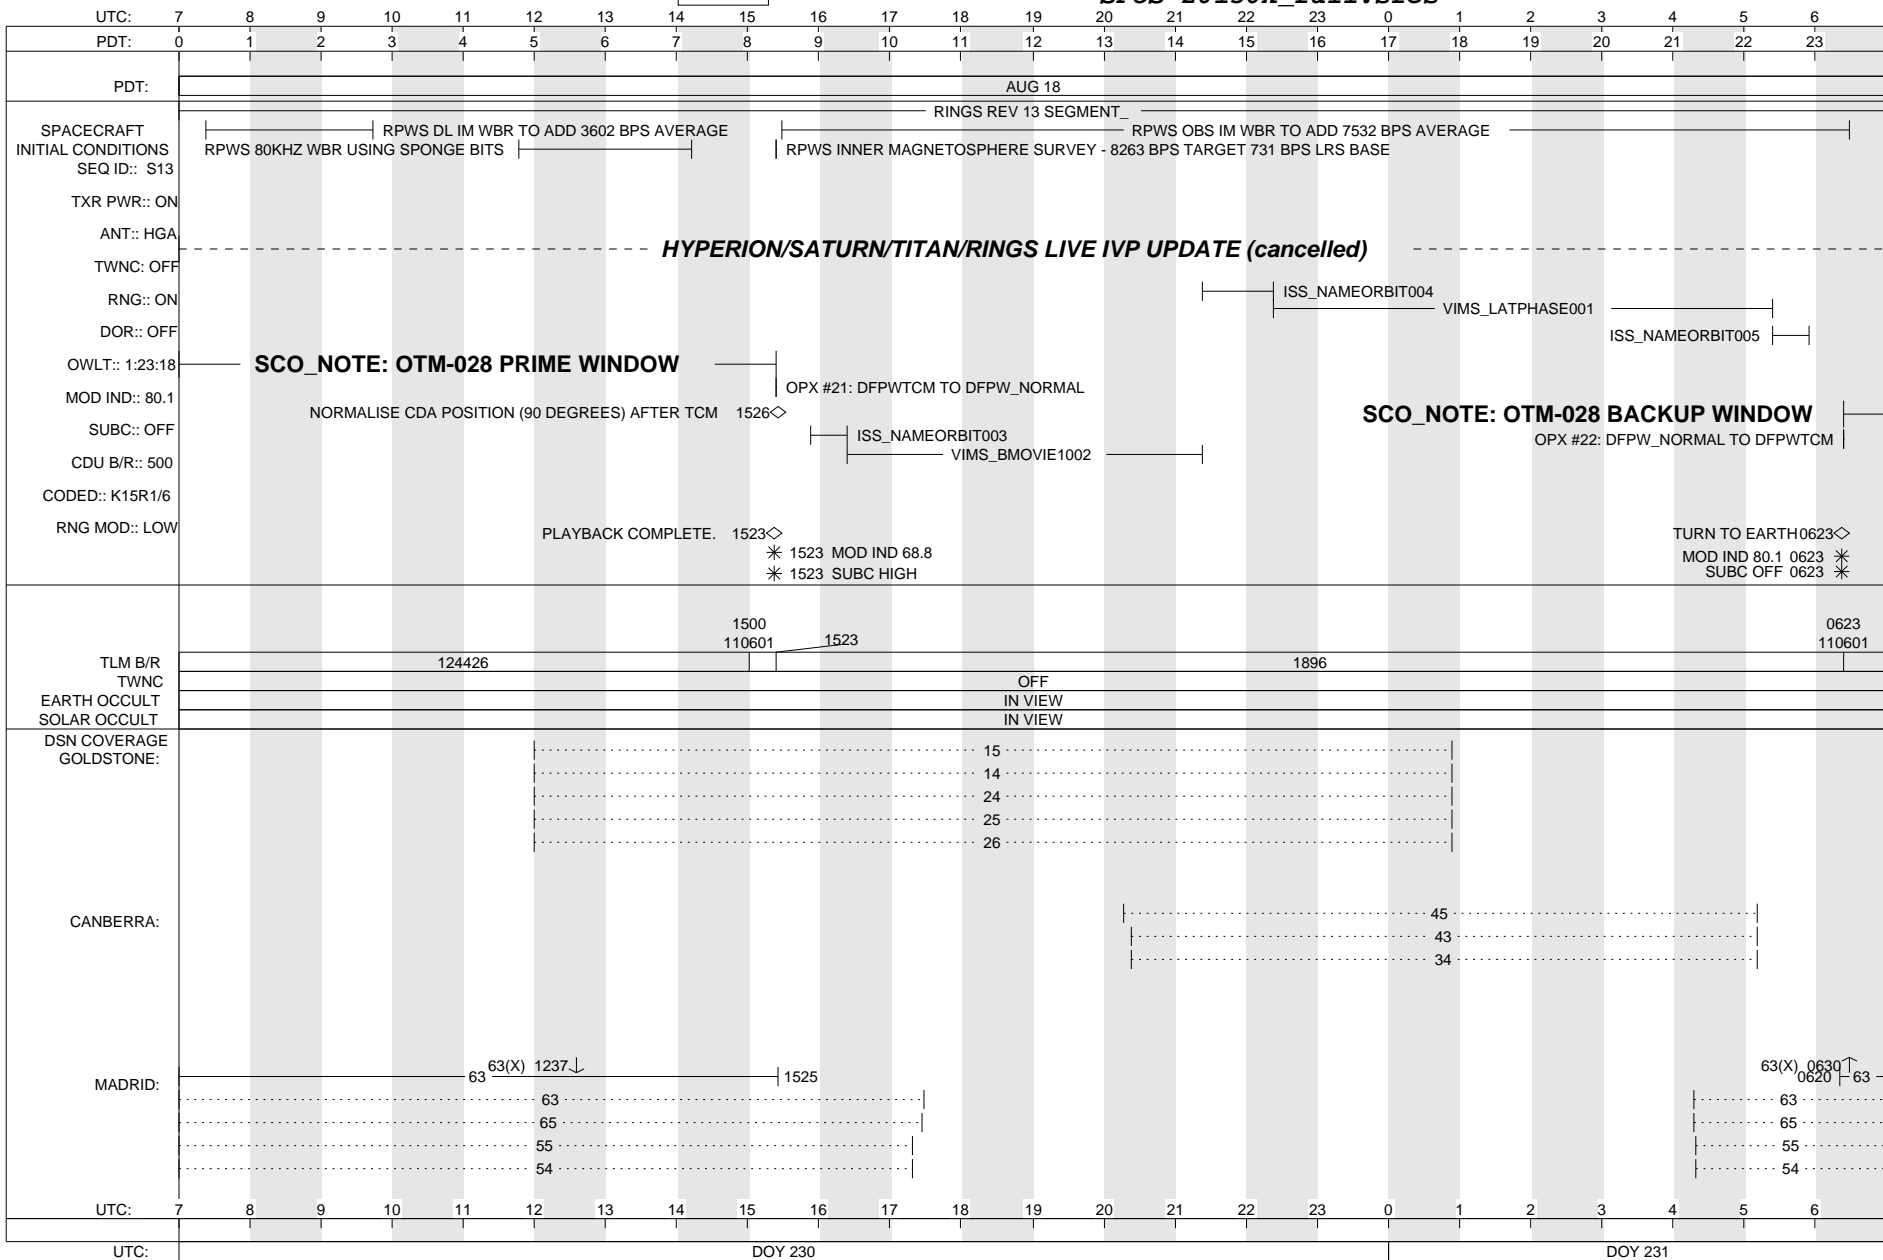 UTC: 7 8 9 10 11 12 13 14 15 16 17 18 19 20 21 22 23 0 1 2 3 4 5 6
PDT: 0 1 2 3 4 5 6 7 8 9 10 11 12 13 14 15 16 17 18 19 20 21 22 23
PDT: AUG 18
RINGS REV 13 SEGMENT_
SPACECRAFT
INITIAL CONDITIONS
RPWS DL IM WBR TO ADD 3602 BPS AVERAGE
RPWS OBS IM WBR TO ADD 7532 BPS AVERAGE
RPWS 80KHZ WBR USING SPONGE BITS
RPWS INNER MAGNETOSPHERE SURVEY - 8263 BPS TARGET 731 BPS LRS BASE
SEQ ID:: S13
TXR PWR:: ON
ANT:: HGA
HYPERION/SATURN/TITAN/RINGS LIVE IVP UPDATE (cancelled)
TWNC: OFF
RNG:: ON
ISS_NAMEORBIT004
VIMS_LATPHASE001
DOR:: OFF
ISS_NAMEORBIT005
OWLT:: 1:23:18
SCO_NOTE: OTM-028 PRIME WINDOW
OPX #21: DFPWTCM TO DFPW_NORMAL
MOD IND:: 80.1
NORMALISE CDA POSITION (90 DEGREES) AFTER TCM 1526
SCO_NOTE: OTM-028 BACKUP WINDOW
SUBC:: OFF
ISS_NAMEORBIT003
OPX #22: DFPW_NORMAL TO DFPWTCM
VIMS_BMOVIE1002
CDU B/R:: 500
CODED:: K15R1/6
RNG MOD:: LOW
PLAYBACK COMPLETE. 1523
TURN TO EARTH 0623
1523 MOD IND 68.8
MOD IND 80.1 0623
1523 SUBC HIGH
SUBC OFF 0623
1500
110601
1523
0623
110601
TLM B/R 124426 1896
TWNC OFF
EARTH OCCULT IN VIEW
SOLAR OCCULT IN VIEW
DSN COVERAGE
GOLDSTONE:
15
14
24
25
26
CANBERRA:
45
43
34
MADRID:
63(X) 1237
63 1525
63(X) 0630
0620 63
63 63
65 65
55 55
54 54
UTC: 7 8 9 10 11 12 13 14 15 16 17 18 19 20 21 22 23 0 1 2 3 4 5 6
UTC: DOY 230 DOY 231